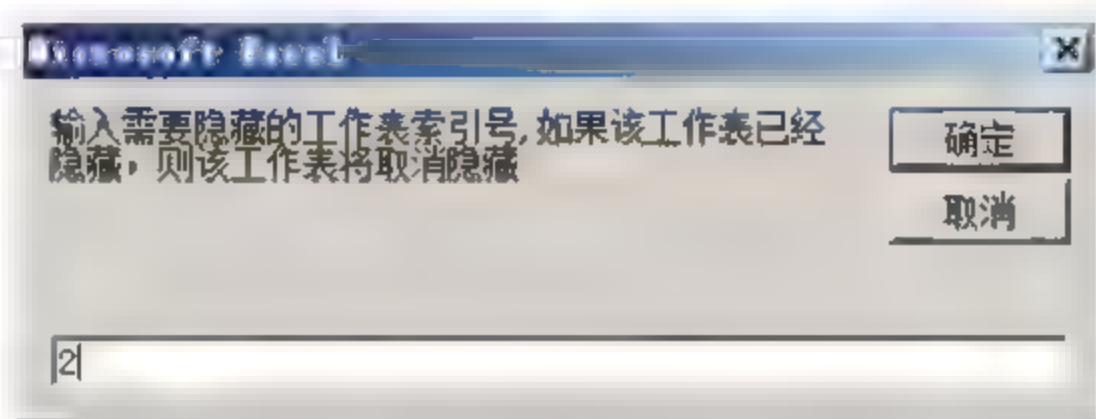 Microsoft Excel
输入需要隐藏的工作表索引号,如果该工作表已经
隐藏,则该工作表将取消隐藏
确定
取消
2